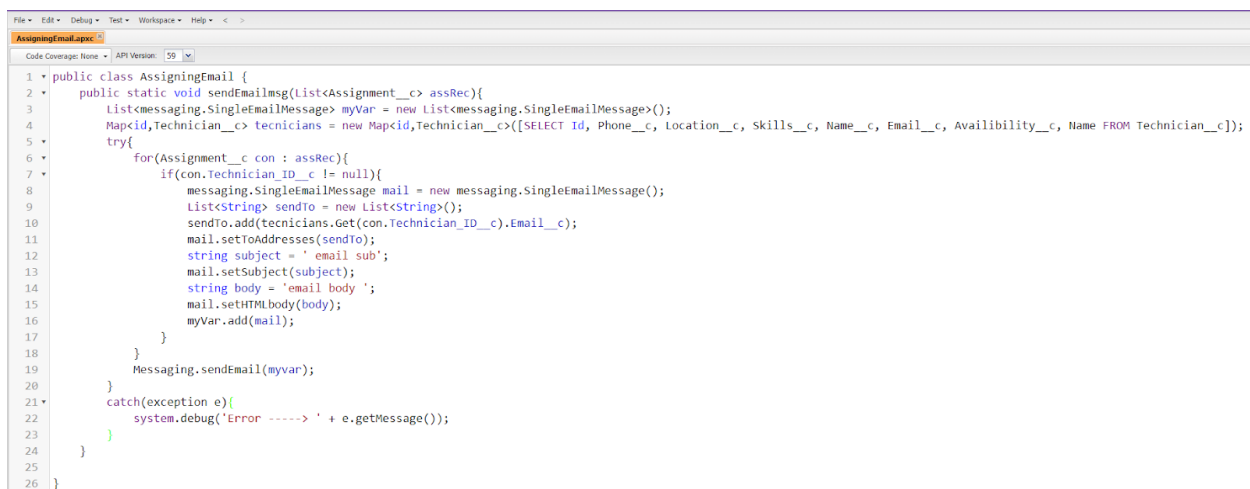 File ▾ Edit ▾ Debug ▾ Test ▾ Workspace ▾ Help ▾ < >
AssigningEmail.apxc
Code Coverage: None ▾ API Version: 59
1 ▾ public class AssigningEmail {
2 ▾     public static void sendEmailmsg(List<Assignment__c> assRec){
3         List<messaging.SingleEmailMessage> myVar = new List<messaging.SingleEmailMessage>();
4         Map<id,Technician__c> tecnicians = new Map<id,Technician__c>([SELECT Id, Phone__c, Location__c, Skills__c, Name__c, Email__c, Availibility__c, Name FROM Technician__c]);
5 ▾         try{
6 ▾             for(Assignment__c con : assRec){
7 ▾                 if(con.Technician_ID__c != null){
8                     messaging.SingleEmailMessage mail = new messaging.SingleEmailMessage();
9                     List<String> sendTo = new List<String>();
10                     sendTo.add(tecnicians.Get(con.Technician_ID__c).Email__c);
11                     mail.setToAddresses(sendTo);
12                     string subject = ' email sub';
13                     mail.setSubject(subject);
14                     string body = 'email body ';
15                     mail.setHTMLbody(body);
16                     myVar.add(mail);
17                 }
18             }
19             Messaging.sendEmail(myvar);
20         }
21 ▾         catch(exception e){
22             system.debug('Error -----> ' + e.getMessage());
23         }
24     }
25
26 }